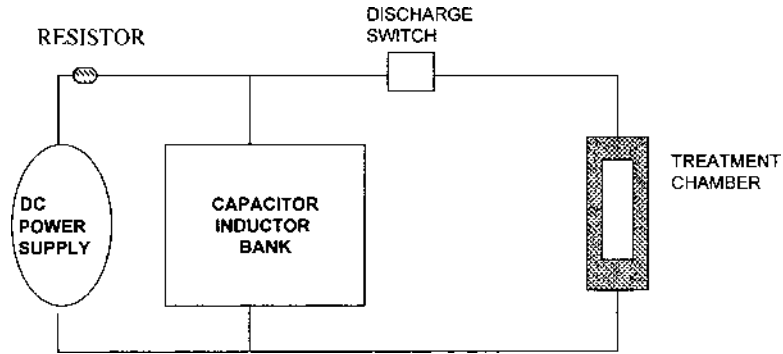 DISCHARGE
SWITCH
RESISTOR
DC
POWER
SUPPLY
CAPACITOR
INDUCTOR
BANK
TREATMENT
CHAMBER